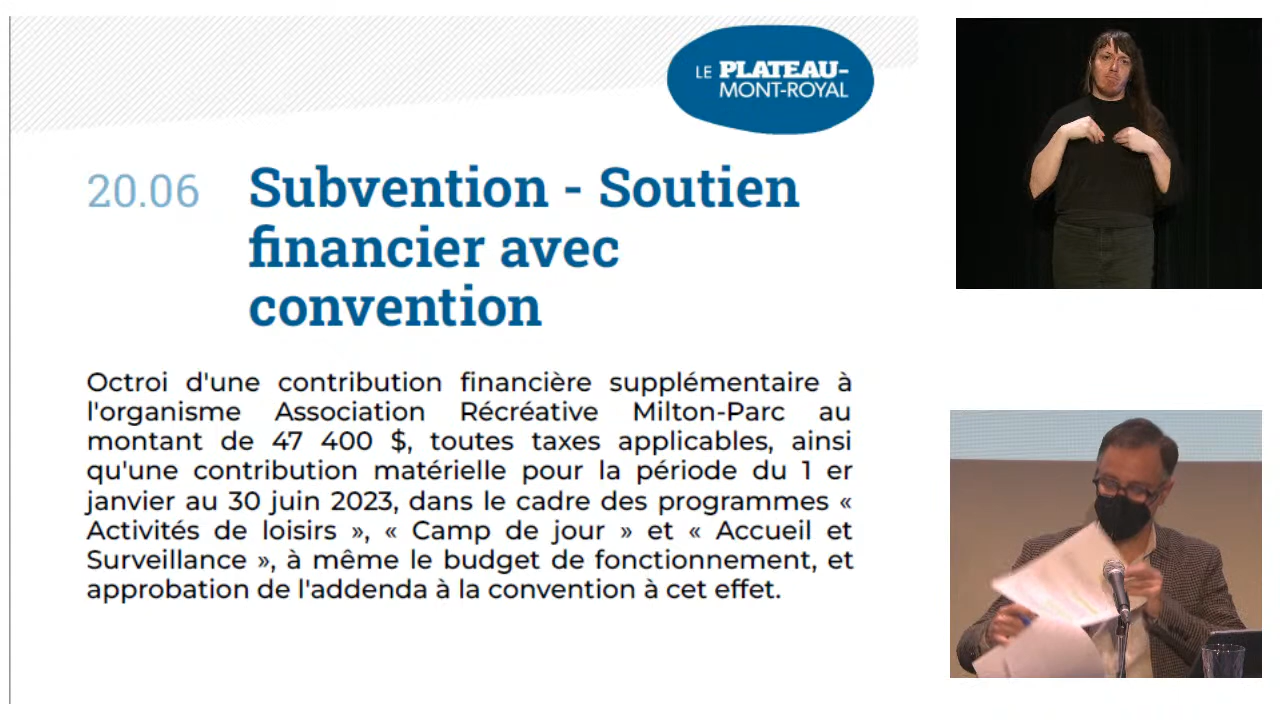 LE PLATEAU-
MONT-ROYAL
20.06 Subvention - Soutien
financier avec
convention
Octroi d'une contribution financière supplémentaire à
l'organisme Association Récréative Milton-Parc au
montant de 47 400 $, toutes taxes applicables, ainsi
qu'une contribution matérielle pour la période du 1 er
janvier au 30 juin 2023, dans le cadre des programmes «
Activités de loisirs », « Camp de jour » et « Accueil et
Surveillance », à même le budget de fonctionnement, et
approbation de l'addenda à la convention à cet effet.